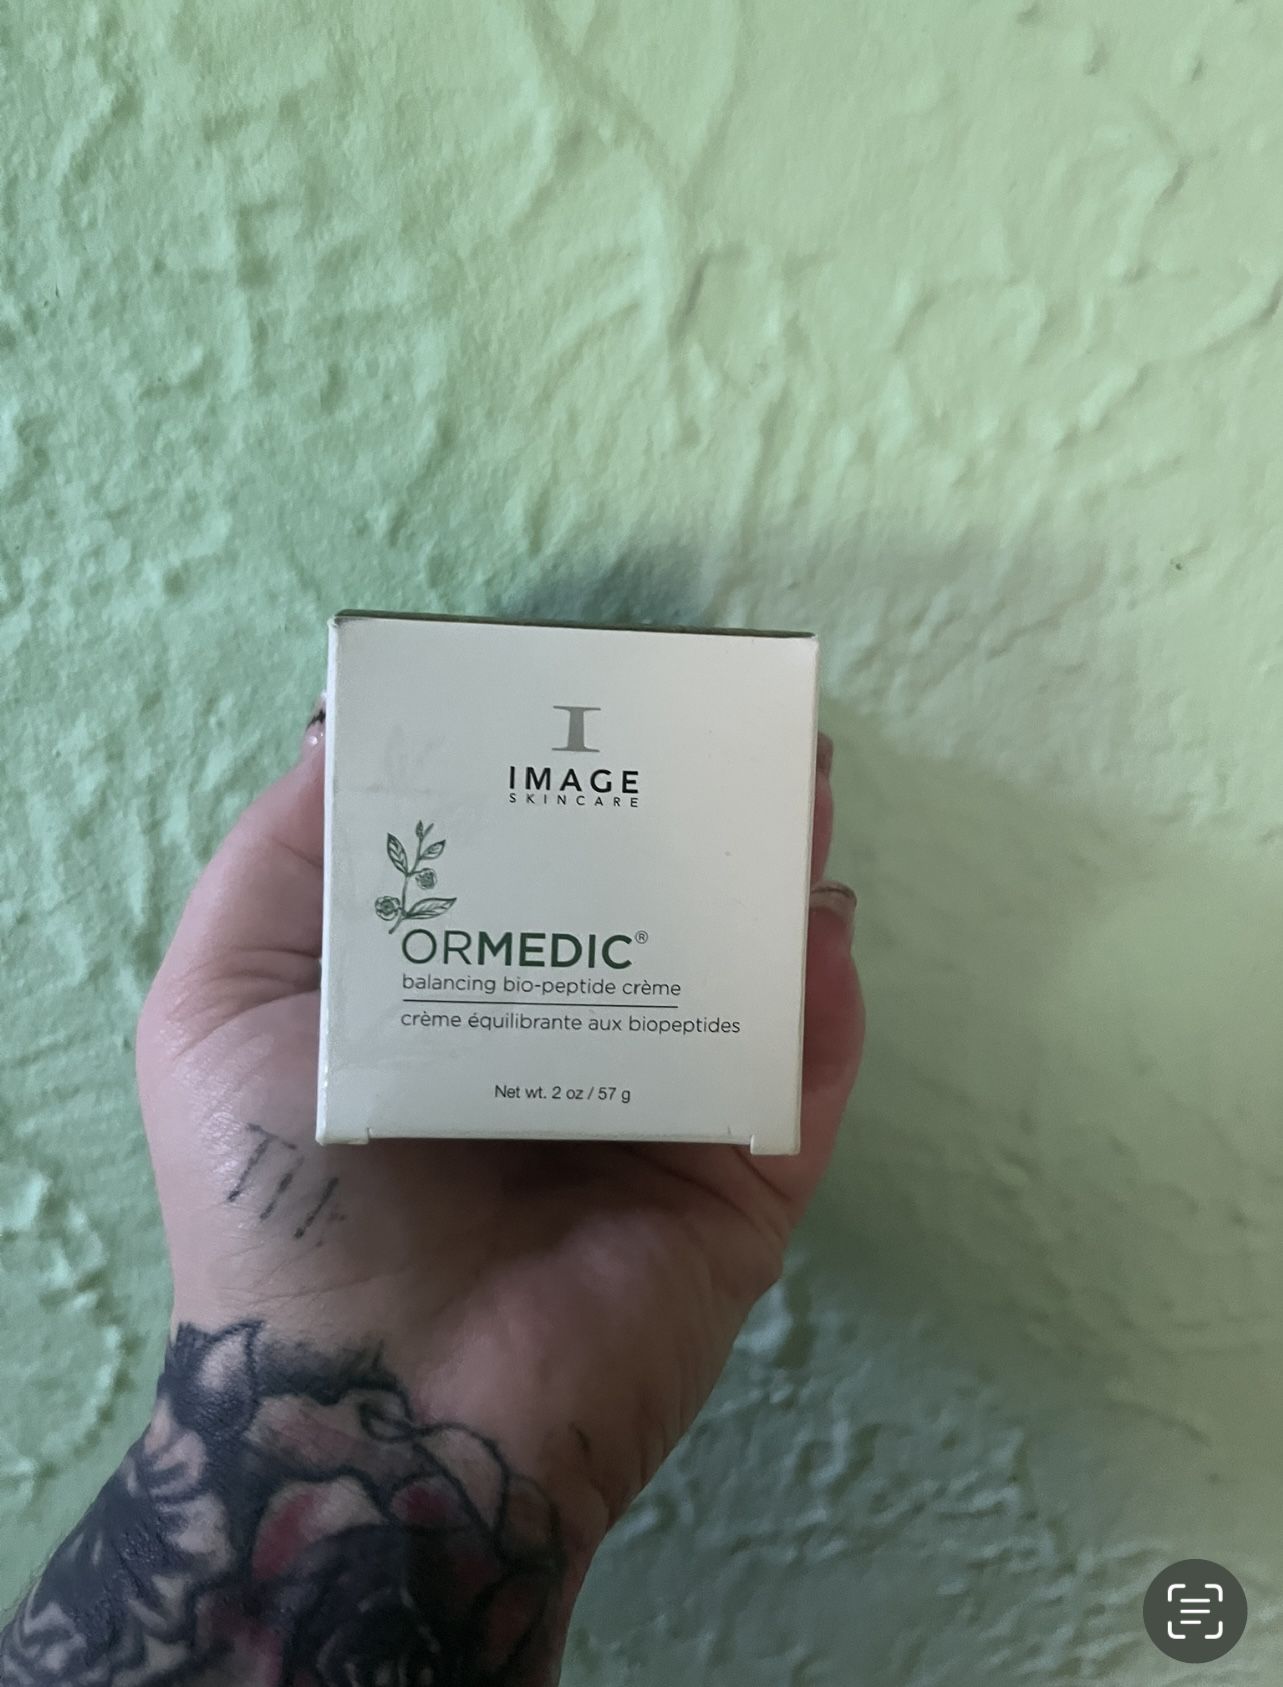 I
IMAGE
SKINCARE
ORMEDIC®
balancing bio-peptide crème
crème équilibrante aux biopeptides
Net wt. 2 oz / 57 g